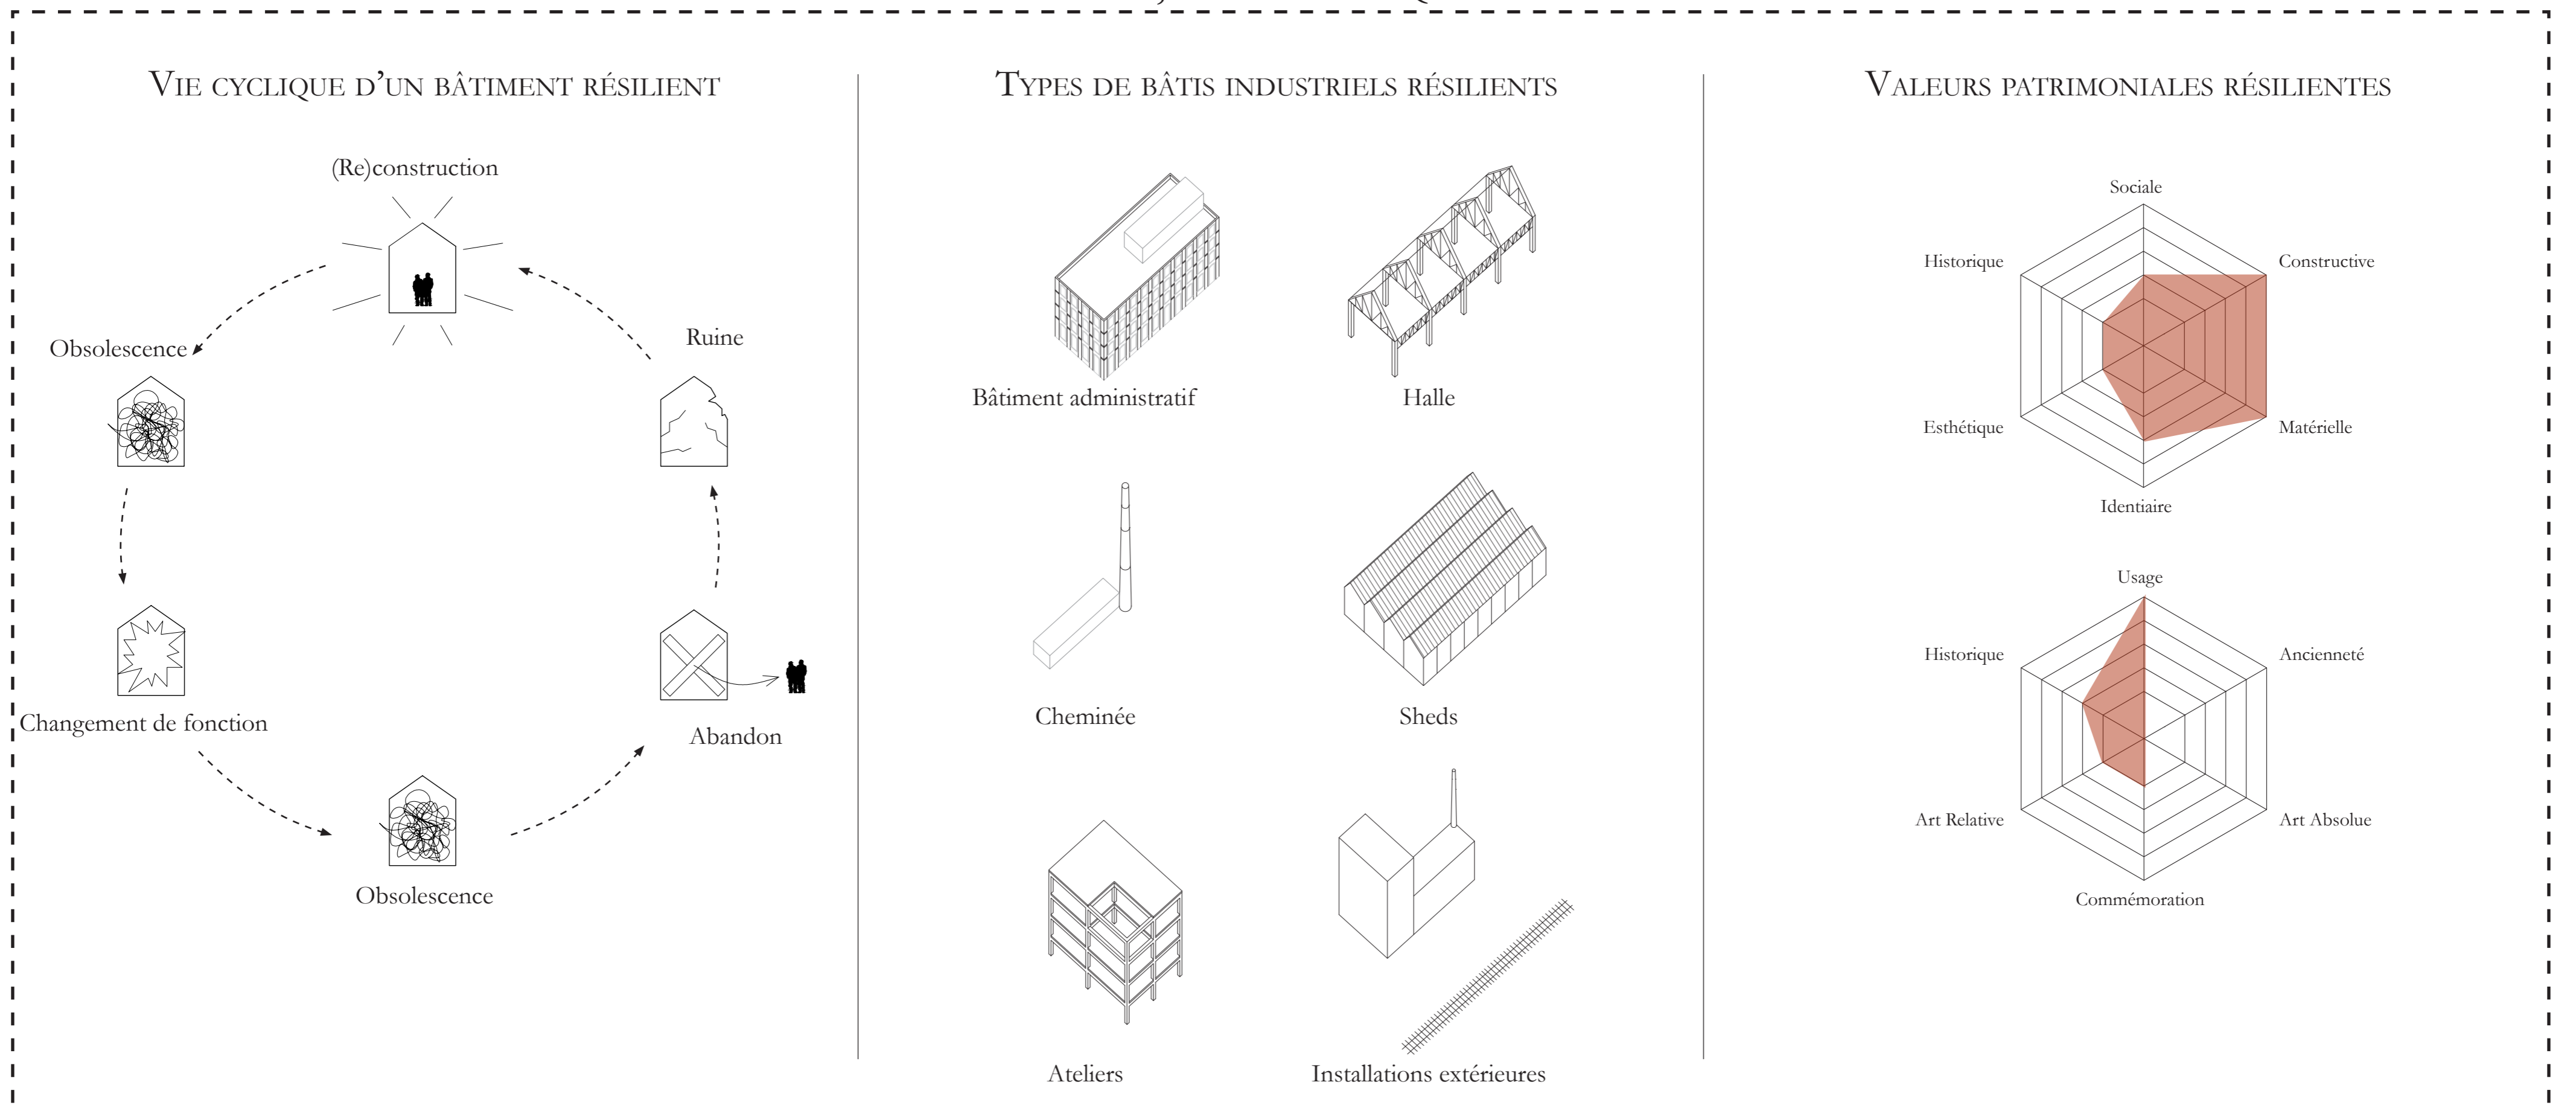 Vie cyclique d'un bâtiment résilient
(Re)construction
Obsolescence
Ruine
Changement de fonction
Abandon
Obsolescence
Types de bâtis industriels résilients
Bâtiment administratif
Halle
Cheminée
Sheds
Ateliers
Installations extérieures
Valeurs patrimoniales résilientes
Sociale
Historique
Constructive
Esthétique
Matérielle
Identiaire
Usage
Historique
Ancienneté
Art Relative
Art Absolue
Commémoration